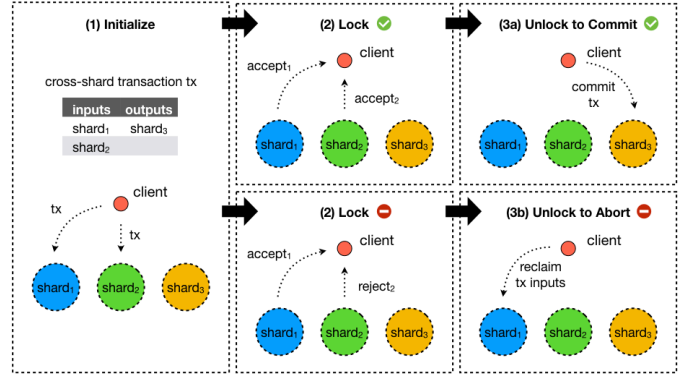 (1) Initialize
cross-shard transaction tx
inputs outputs
shard₁ shard₃
shard₂
client
tx
tx
shard₁ shard₂ shard₃
(2) Lock
client
accept₁
accept₂
shard₁ shard₂ shard₃
(3a) Unlock to Commit
client
commit
tx
shard₁ shard₂ shard₃
(2) Lock
client
accept₁
reject₂
shard₁ shard₂ shard₃
(3b) Unlock to Abort
client
reclaim
tx inputs
shard₁ shard₂ shard₃